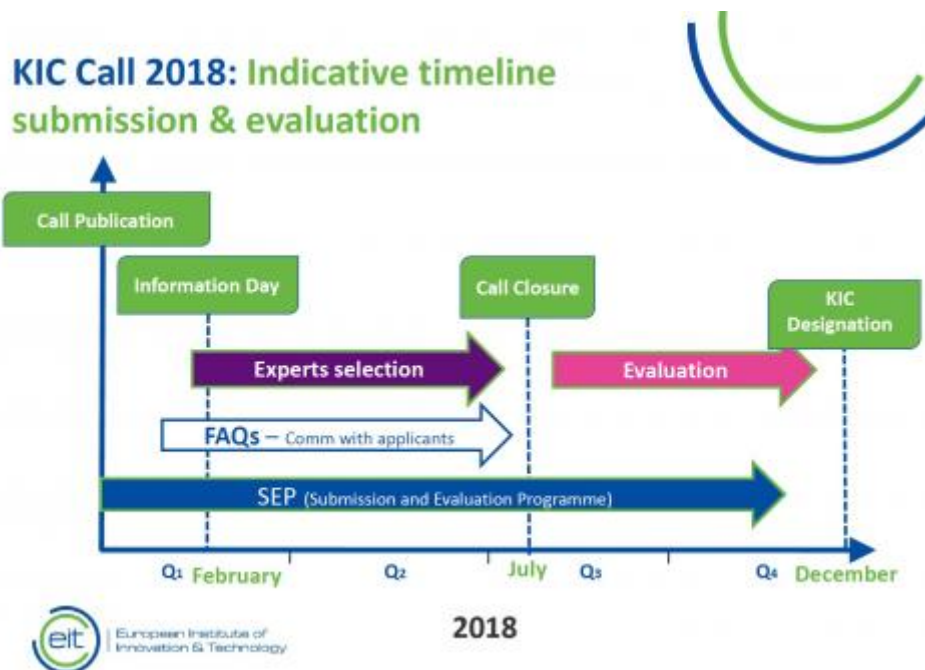 KIC Call 2018: Indicative timeline
submission & evaluation
Call Publication
Information Day
Call Closure
KIC
Designation
Experts selection
Evaluation
FAQs – Comm with applicants
SEP (Submission and Evaluation Programme)
Q1 February Q2 July Q3 Q4 December
2018
eit
European Institute of
Innovation & Technology